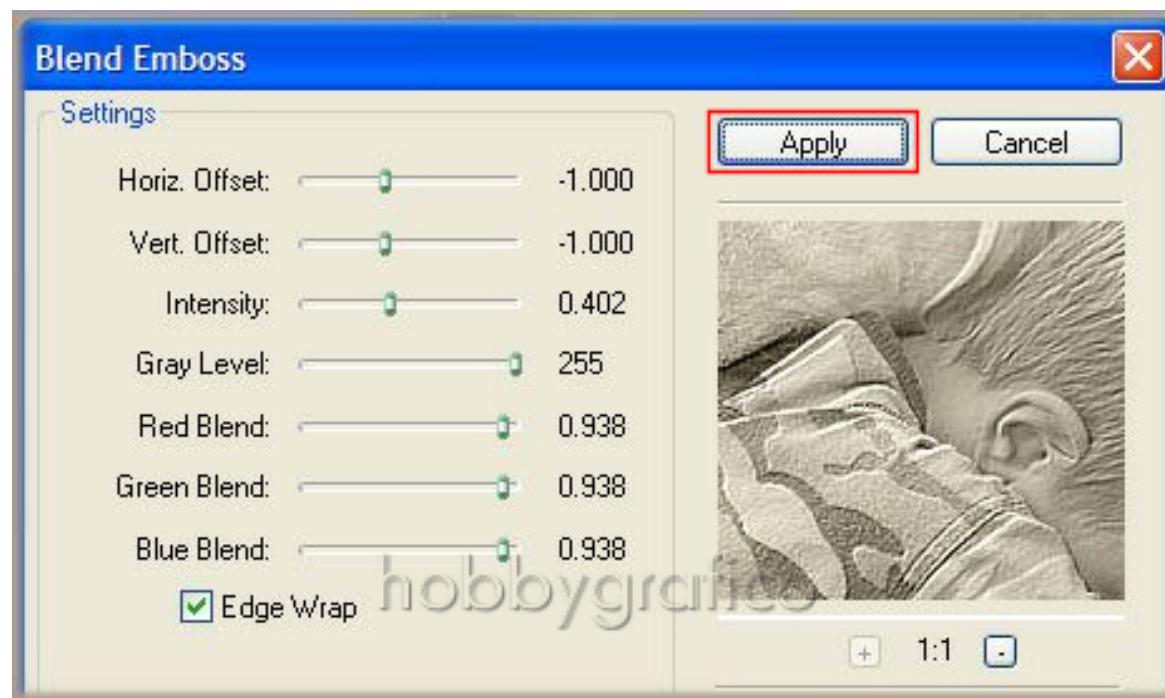 Blend Emboss
Settings
Horiz. Offset: -1.000
Vert. Offset: -1.000
Intensity: 0.402
Gray Level: 255
Red Blend: 0.938
Green Blend: 0.938
Blue Blend: 0.938
Edge Wrap
Apply Cancel
+ 1:1 -
hobbygrafico